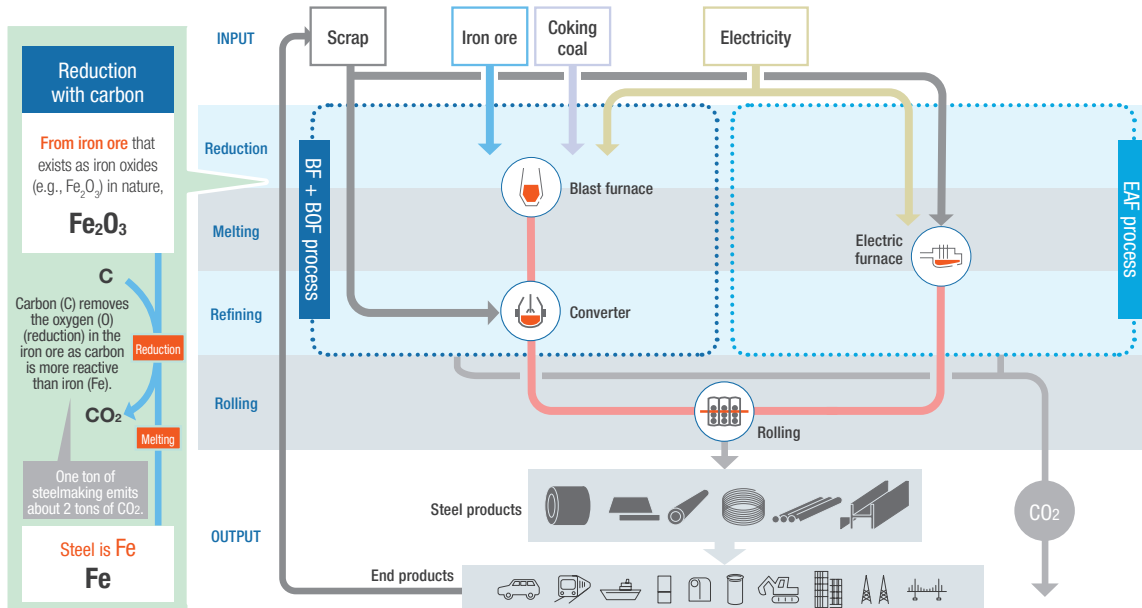 Reduction
with carbon
From iron ore that
exists as iron oxides
(e.g., Fe₂O₃) in nature,
Fe₂O₃
C
Carbon (C) removes
the oxygen (O)
(reduction) in the
iron ore as carbon
is more reactive
than iron (Fe).
Reduction
CO₂
Melting
One ton of
steelmaking emits
about 2 tons of CO₂.
Steel is Fe
Fe
INPUT
Scrap
Iron ore
Coking
coal
Electricity
Reduction
Melting
Refining
Rolling
OUTPUT
BF + BOF process
Blast furnace
Converter
EAF process
Electric
furnace
Rolling
Steel products
End products
CO₂